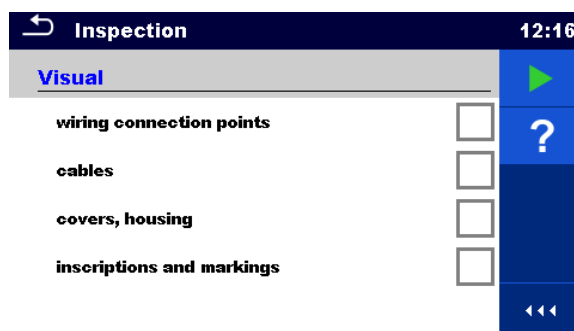 Inspection 12:16
Visual
?
wiring connection points
cables
covers, housing
inscriptions and markings